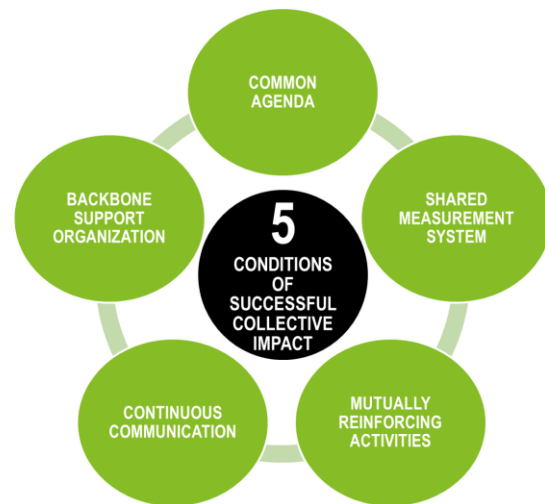 COMMON
AGENDA
SHARED
MEASUREMENT
SYSTEM
MUTUALLY
REINFORCING
ACTIVITIES
CONTINUOUS
COMMUNICATION
BACKBONE
SUPPORT
ORGANIZATION
5
CONDITIONS
OF
SUCCESSFUL
COLLECTIVE
IMPACT